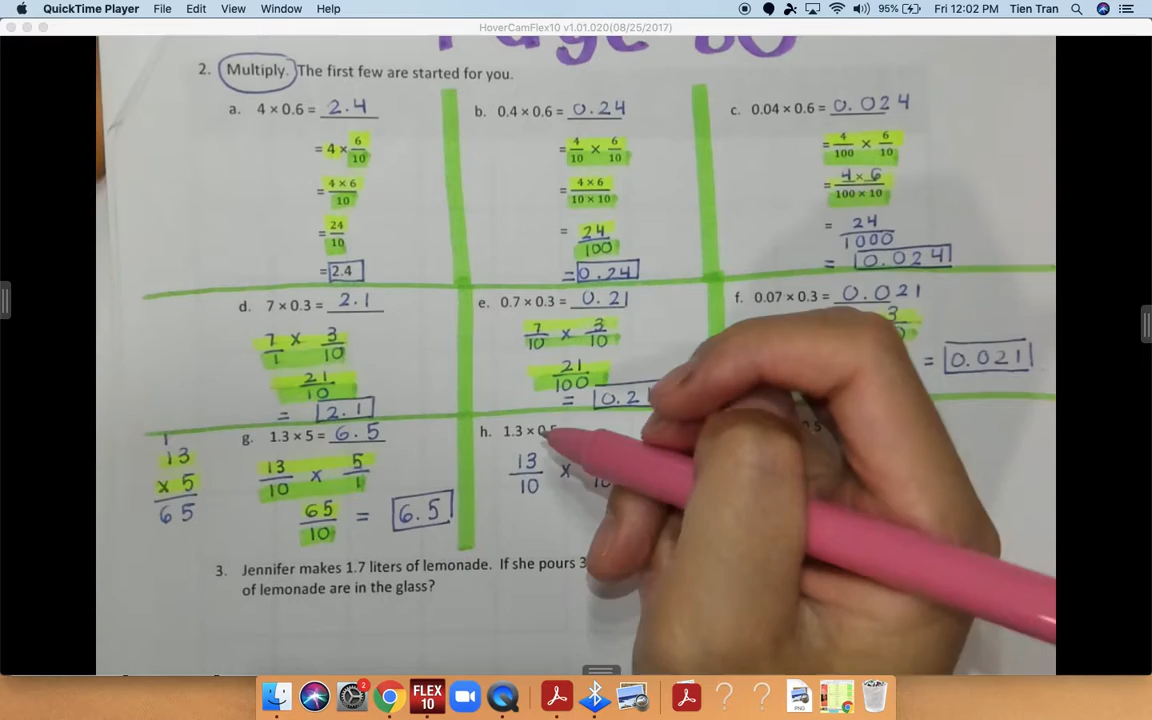 QuickTime Player File Edit View Window Help 95% Fri 12:02 PM Tien Tran
HoverCamFlex10 v1.01.020(08/25/2017)
2. Multiply. The first few are started for you.
a. 4 × 0.6 = 2.4
= 4 × 6/10
= 4 × 6/10
= 24/10
= 2.4
b. 0.4 × 0.6 = 0.24
= 4/10 × 6/10
= 4 × 6/10 × 10
= 24/100
= 0.24
c. 0.04 × 0.6 = 0.024
= 4/100 × 6/10
= 4 × 6/100 × 10
= 24/1000
= 0.024
d. 7 × 0.3 = 2.1
7/1 × 3/10
21/10
= 2.1
e. 0.7 × 0.3 = 0.21
7/10 × 3/10
21/100
= 0.21
f. 0.07 × 0.3 = 0.021
3
= 0.021
g. 1.3 × 5 = 6.5
1
13
× 5
65
13/10 × 5/1
65/10 = 6.5
h. 1.3 ×
13/10 × 10
3. Jennifer makes 1.7 liters of lemonade. If she pours 3
of lemonade are in the glass?
FLEX
10
2
PNG